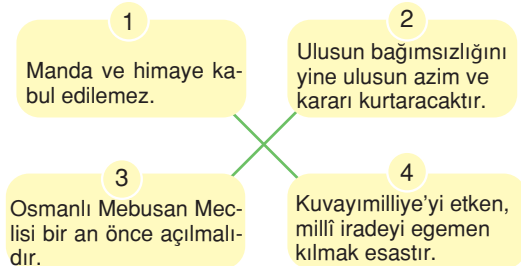 1
Manda ve himaye ka-
bul edilemez.
2
Ulusun bağımsızlığını
yine ulusun azim ve
kararı kurtaracaktır.
3
Osmanlı Mebusan Mec-
lisi bir an önce açılmalı-
dır.
4
Kuvayımilliye'yi etken,
millî iradeyi egemen
kılmak esastır.